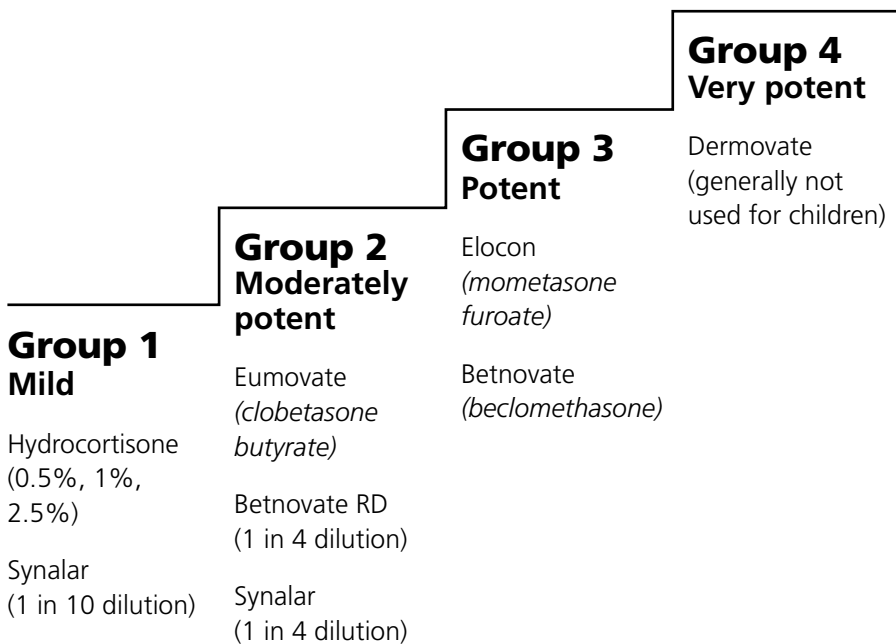 Group 1
Mild
Hydrocortisone
(0.5%, 1%,
2.5%)
Synalar
(1 in 10 dilution)
Group 2
Moderately
potent
Eumovate
(clobetasone
butyrate)
Betnovate RD
(1 in 4 dilution)
Synalar
(1 in 4 dilution)
Group 3
Potent
Elocon
(mometasone
furoate)
Betnovate
(beclomethasone)
Group 4
Very potent
Dermovate
(generally not
used for children)